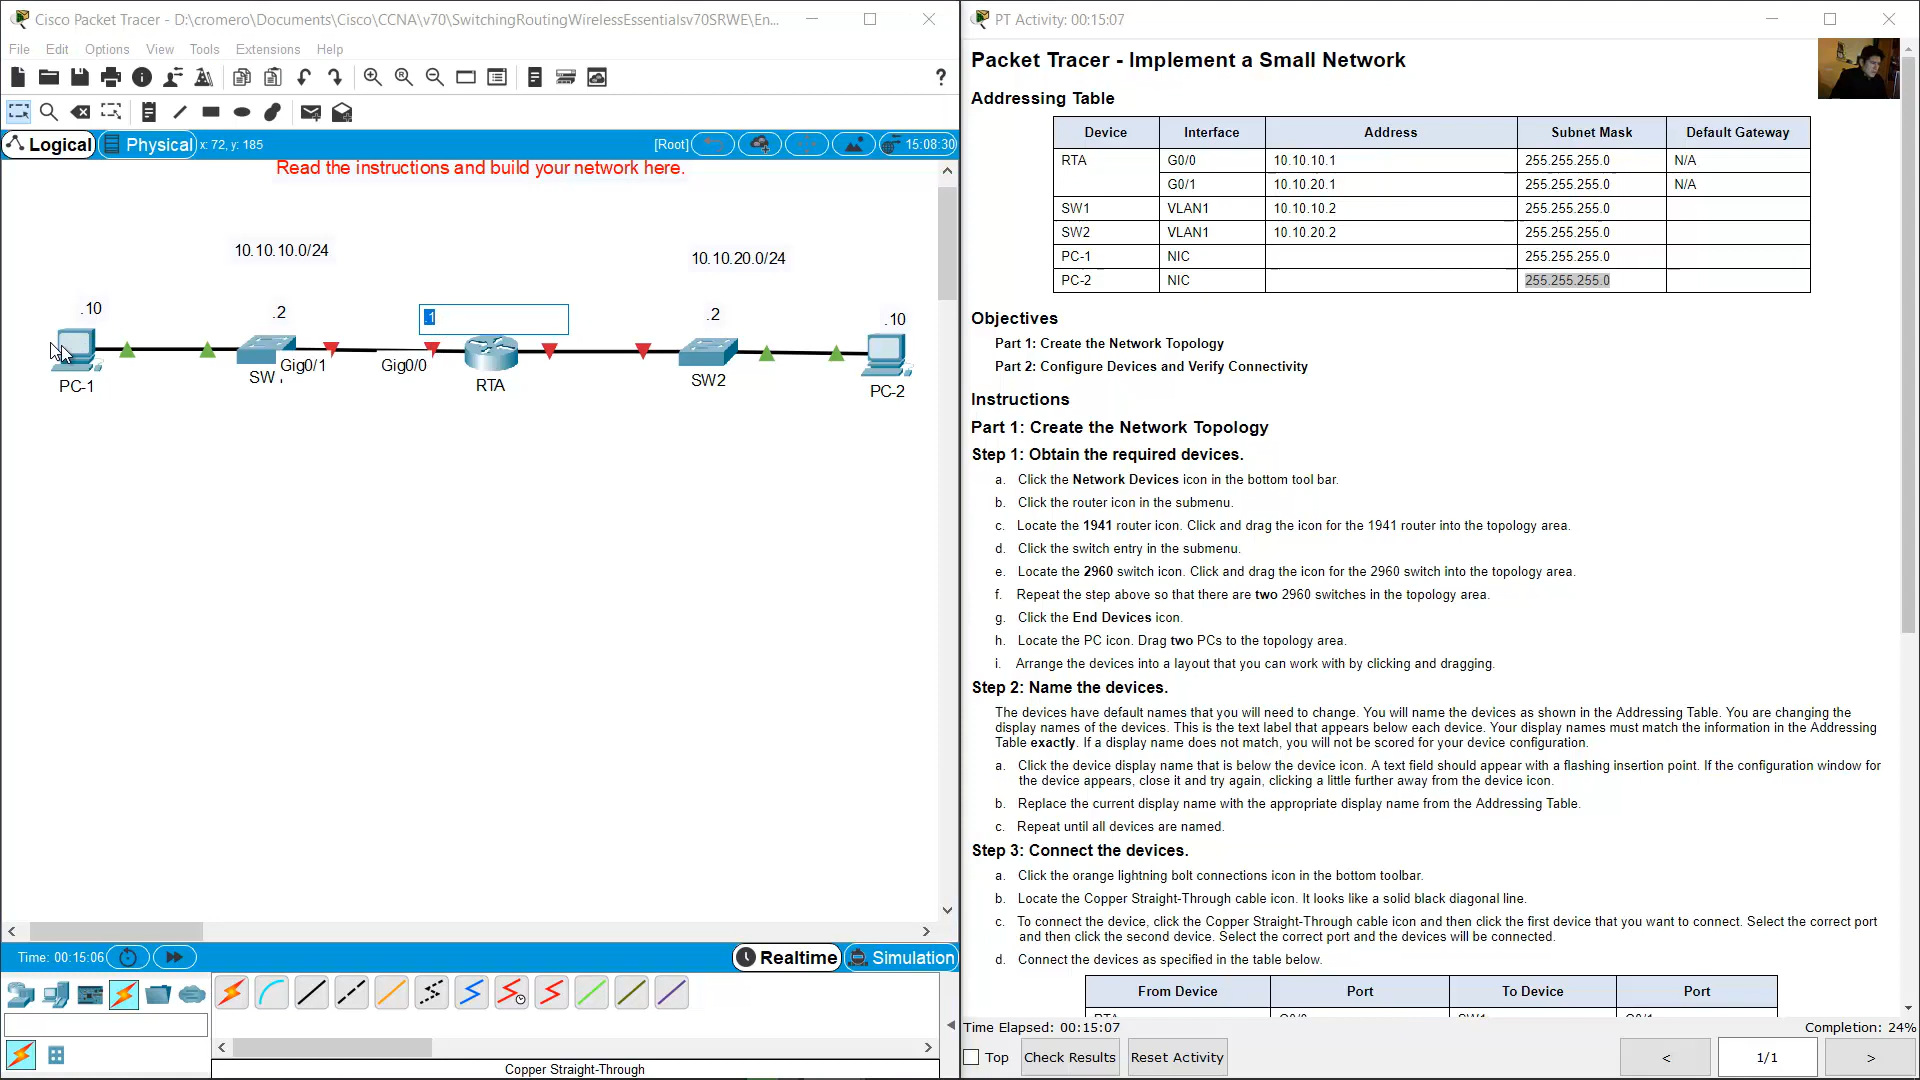 Cisco Packet Tracer - D:\cromero\Documents\Cisco\CCNA\v70\SwitchingRoutingWirelessEssentialsv70SRWE\En...
File Edit Options View Tools Extensions Help
Logical Physical x: 72, y: 185 [Root] 15:08:30
Read the instructions and build your network here.
10.10.10.0/24
10.10.20.0/24
.10
.2
.1
.2
.10
Gig0/1
Gig0/0
PC-1
SW
RTA
SW2
PC-2
Time: 00:15:06
Realtime Simulation
Copper Straight-Through
PT Activity: 00:15:07
Packet Tracer - Implement a Small Network
Addressing Table
Device Interface Address Subnet Mask Default Gateway
RTA G0/0 10.10.10.1 255.255.255.0 N/A
G0/1 10.10.20.1 255.255.255.0 N/A
SW1 VLAN1 10.10.10.2 255.255.255.0
SW2 VLAN1 10.10.20.2 255.255.255.0
PC-1 NIC 255.255.255.0
PC-2 NIC 255.255.255.0
Objectives
Part 1: Create the Network Topology
Part 2: Configure Devices and Verify Connectivity
Instructions
Part 1: Create the Network Topology
Step 1: Obtain the required devices.
a. Click the Network Devices icon in the bottom tool bar.
b. Click the router icon in the submenu.
c. Locate the 1941 router icon. Click and drag the icon for the 1941 router into the topology area.
d. Click the switch entry in the submenu.
e. Locate the 2960 switch icon. Click and drag the icon for the 2960 switch into the topology area.
f. Repeat the step above so that there are two 2960 switches in the topology area.
g. Click the End Devices icon.
h. Locate the PC icon. Drag two PCs to the topology area.
i. Arrange the devices into a layout that you can work with by clicking and dragging.
Step 2: Name the devices.
The devices have default names that you will need to change. You will name the devices as shown in the Addressing Table. You are changing the
display names of the devices. This is the text label that appears below each device. Your display names must match the information in the Addressing
Table exactly. If a display name does not match, you will not be scored for your device configuration.
a. Click the device display name that is below the device icon. A text field should appear with a flashing insertion point. If the configuration window for
the device appears, close it and try again, clicking a little further away from the device icon.
b. Replace the current display name with the appropriate display name from the Addressing Table.
c. Repeat until all devices are named.
Step 3: Connect the devices.
a. Click the orange lightning bolt connections icon in the bottom toolbar.
b. Locate the Copper Straight-Through cable icon. It looks like a solid black diagonal line.
c. To connect the device, click the Copper Straight-Through cable icon and then click the first device that you want to connect. Select the correct port
and then click the second device. Select the correct port and the devices will be connected.
d. Connect the devices as specified in the table below.
From Device Port To Device Port
Time Elapsed: 00:15:07 Completion: 24%
Top Check Results Reset Activity < 1/1 >